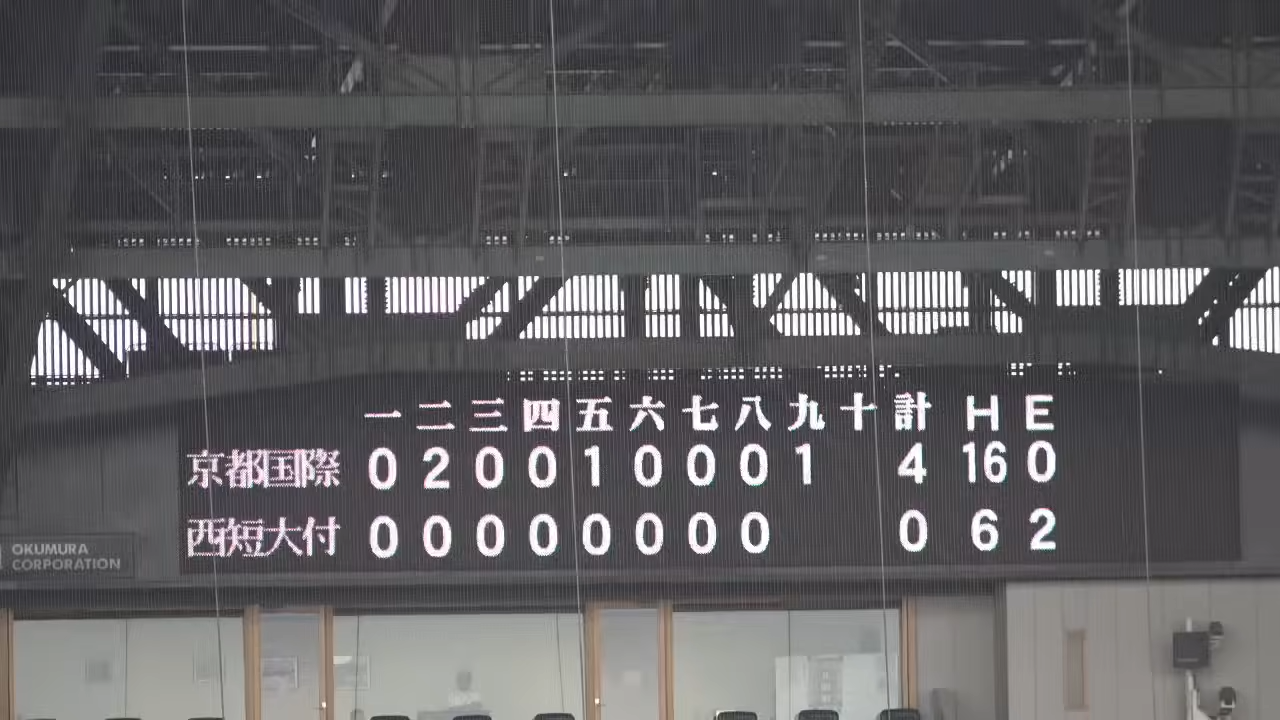 一 二 三 四 五 六 七 八 九 十 計 H E
京都国際 0 2 0 0 1 0 0 0 1 4 16 0
西短大付 0 0 0 0 0 0 0 0 0 6 2
OKUMURA
CORPORATION